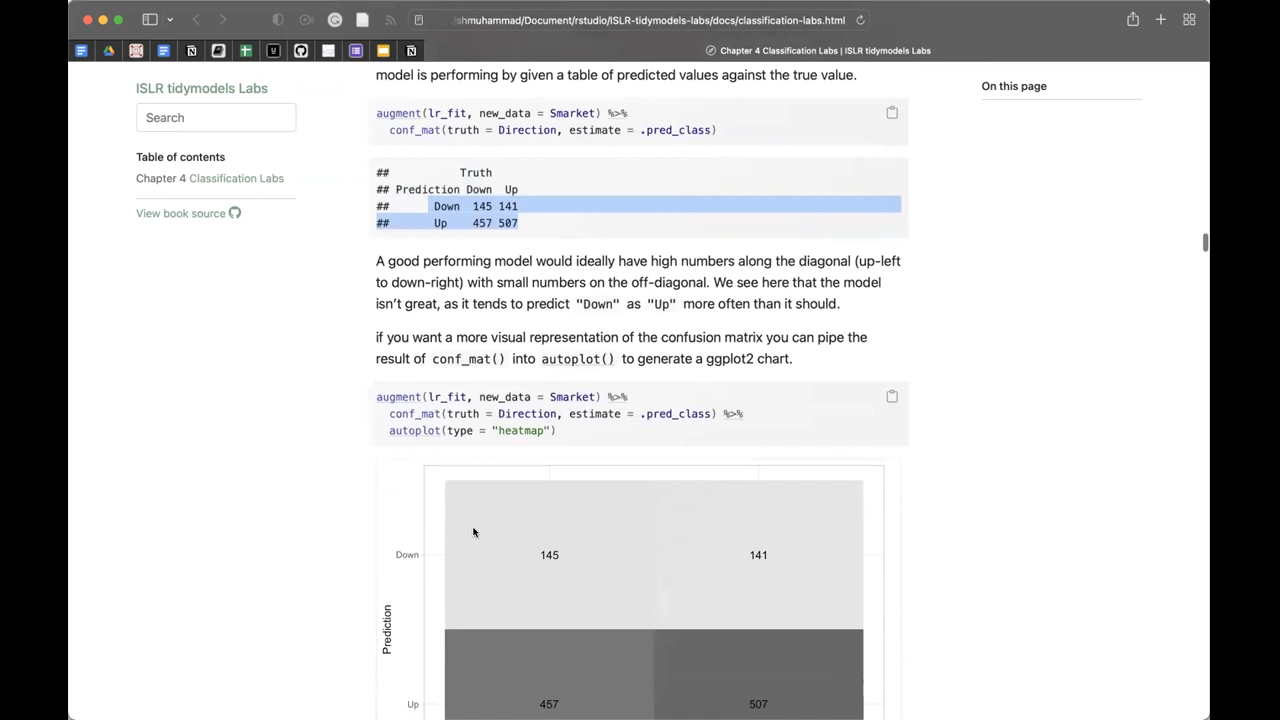 /shmuhammad/Document/rstudio/ISLR-tidymodels-labs/docs/classification-labs.html
Chapter 4 Classification Labs | ISLR tidymodels Labs
ISLR tidymodels Labs
Search
Table of contents
Chapter 4 Classification Labs
View book source
model is performing by given a table of predicted values against the true value.
augment(lr_fit, new_data = Smarket) %>%
conf_mat(truth = Direction, estimate = .pred_class)
##           Truth
## Prediction Down  Up
##       Down  145 141
##       Up    457 507
A good performing model would ideally have high numbers along the diagonal (up-left
to down-right) with small numbers on the off-diagonal. We see here that the model
isn't great, as it tends to predict "Down" as "Up" more often than it should.
if you want a more visual representation of the confusion matrix you can pipe the
result of conf_mat() into autoplot() to generate a ggplot2 chart.
augment(lr_fit, new_data = Smarket) %>%
conf_mat(truth = Direction, estimate = .pred_class) %>%
autoplot(type = "heatmap")
Down
145
141
Prediction
Up
457
507
On this page